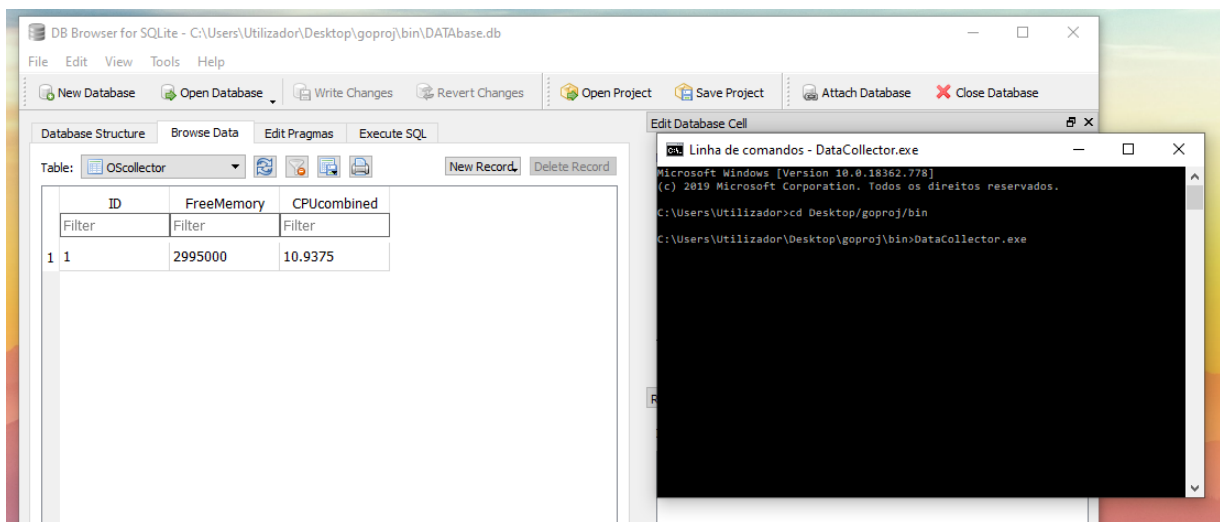 DB Browser for SQLite - C:\Users\Utilizador\Desktop\goproj\bin\DATAbase.db
File Edit View Tools Help
New Database Open Database Write Changes Revert Changes Open Project Save Project Attach Database Close Database
Database Structure Browse Data Edit Pragmas Execute SQL
Table: OScollector New Record Delete Record
ID FreeMemory CPUcombined
Filter Filter Filter
1 1 2995000 10.9375
Edit Database Cell
Linha de comandos - DataCollector.exe
Microsoft Windows [Version 10.0.18362.778]
(c) 2019 Microsoft Corporation. Todos os direitos reservados.
C:\Users\Utilizador>cd Desktop/goproj/bin
C:\Users\Utilizador\Desktop\goproj\bin>DataCollector.exe
R